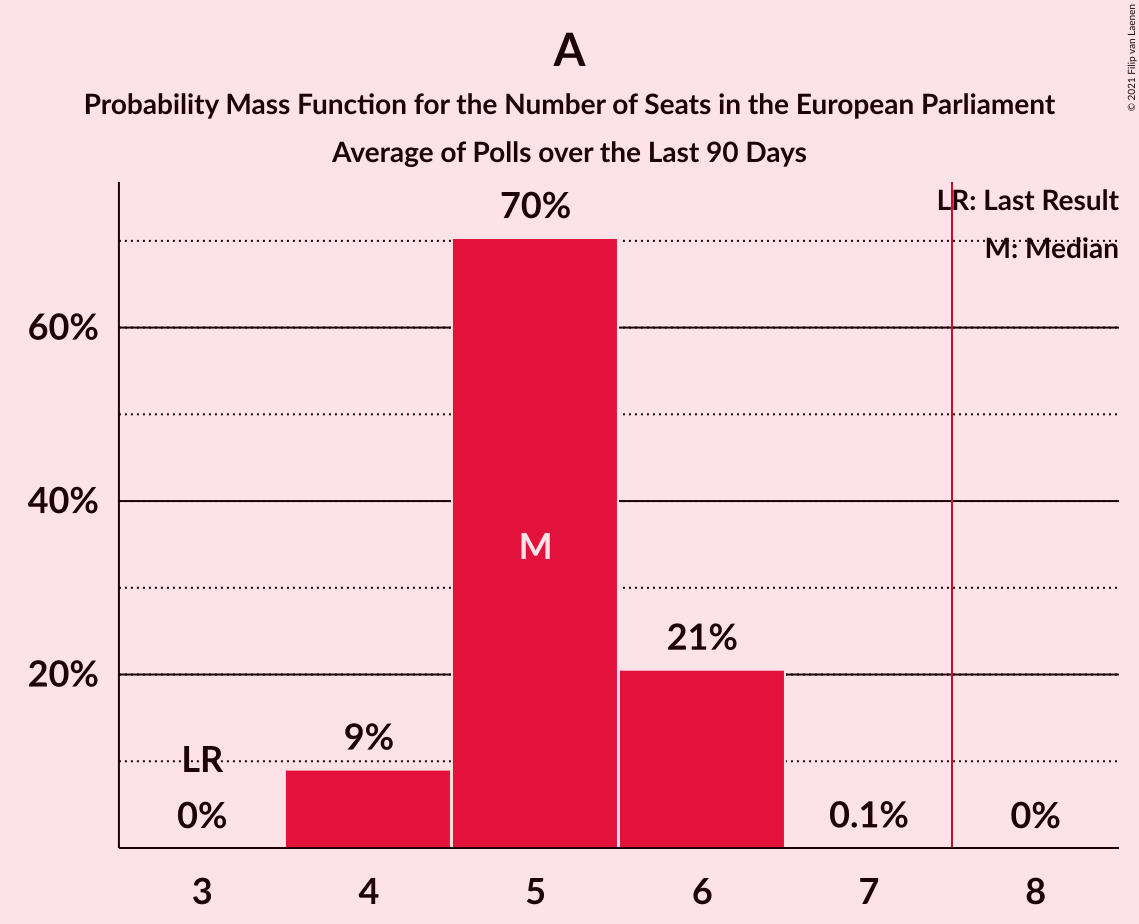 A
Probability Mass Function for the Number of Seats in the European Parliament
Average of Polls over the Last 90 Days
© 2021 Filip van Laenen
LR: Last Result
M: Median
70%
60%
40%
M
21%
20%
9%
LR
0%
0.1%
0%
3 4 5 6 7 8